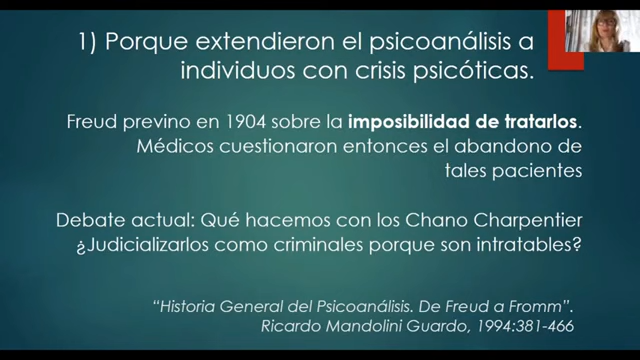 1) Porque extendieron el psicoanálisis a
individuos con crisis psicóticas.
Freud previno en 1904 sobre la imposibilidad de tratarlos.
Médicos cuestionaron entonces el abandono de
tales pacientes
Debate actual: Qué hacemos con los Chano Charpentier
¿Judicializarlos como criminales porque son intratables?
“Historia General del Psicoanálisis. De Freud a Fromm”.
Ricardo Mandolini Guardo, 1994:381-466